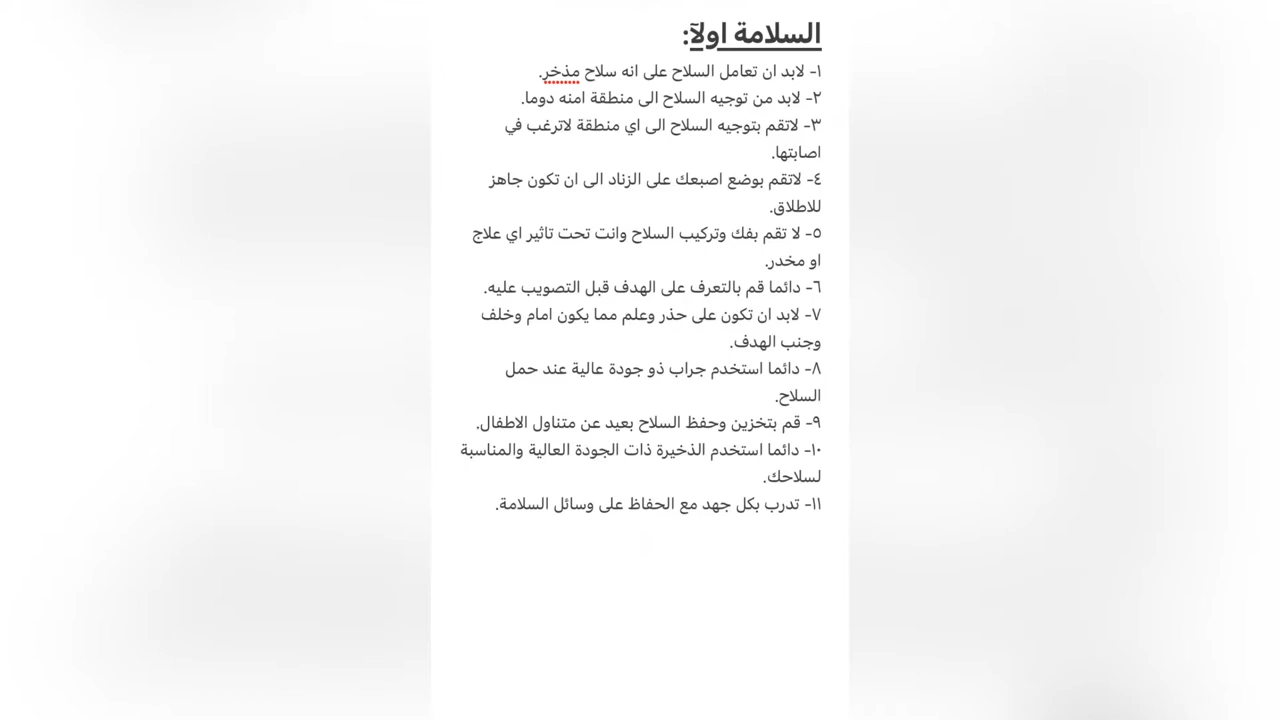 السلامة اولآ:
١- لابد ان تعامل السلاح على انه سلاح مذخر.
٢- لابد من توجيه السلاح الى منطقة امنه دوما.
٣- لاتقم بتوجيه السلاح الى اي منطقة لاترغب في
اصابتها.
٤- لاتقم بوضع اصبعك على الزناد الى ان تكون جاهز
للاطلاق.
٥- لا تقم بفك وتركيب السلاح وانت تحت تاثير اي علاج
او مخدر.
٦- دائما قم بالتعرف على الهدف قبل التصويب عليه.
٧- لابد ان تكون على حذر وعلم مما يكون امام وخلف
وجنب الهدف.
٨- دائما استخدم جراب ذو جودة عالية عند حمل
السلاح.
٩- قم بتخزين وحفظ السلاح بعيد عن متناول الاطفال.
١٠- دائما استخدم الذخيرة ذات الجودة العالية والمناسبة
لسلاحك.
١١- تدرب بكل جهد مع الحفاظ على وسائل السلامة.